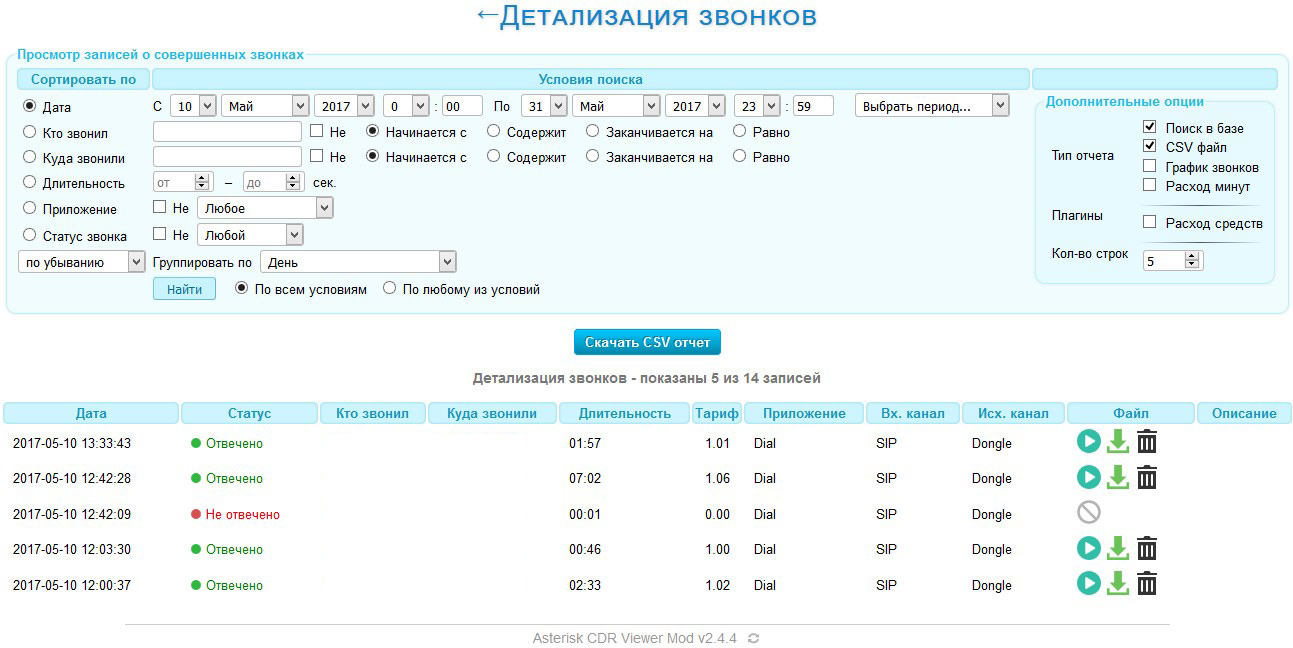 ←Детализация звонков
Просмотр записей о совершенных звонках
Сортировать по Условия поиска
Дата С 10 Май 2017 0 : 00 По 31 Май 2017 23 : 59 Выбрать период...
Кто звонил Не Начинается с Содержит Заканчивается на Равно
Куда звонили Не Начинается с Содержит Заканчивается на Равно
Длительность от – до сек.
Приложение Не Любое
Статус звонка Не Любой
по убыванию Группировать по День
Найти По всем условиям По любому из условий
Дополнительные опции
Тип отчета
Поиск в базе
CSV файл
График звонков
Расход минут
Плагины Расход средств
Кол-во строк 5
Скачать CSV отчет
Детализация звонков - показаны 5 из 14 записей
Дата Статус Кто звонил Куда звонили Длительность Тариф Приложение Вх. канал Исх. канал Файл Описание
2017-05-10 13:33:43 Отвечено 01:57 1.01 Dial SIP Dongle
2017-05-10 12:42:28 Отвечено 07:02 1.06 Dial SIP Dongle
2017-05-10 12:42:09 Не отвечено 00:01 0.00 Dial SIP Dongle
2017-05-10 12:03:30 Отвечено 00:46 1.00 Dial SIP Dongle
2017-05-10 12:00:37 Отвечено 02:33 1.02 Dial SIP Dongle
Asterisk CDR Viewer Mod v2.4.4